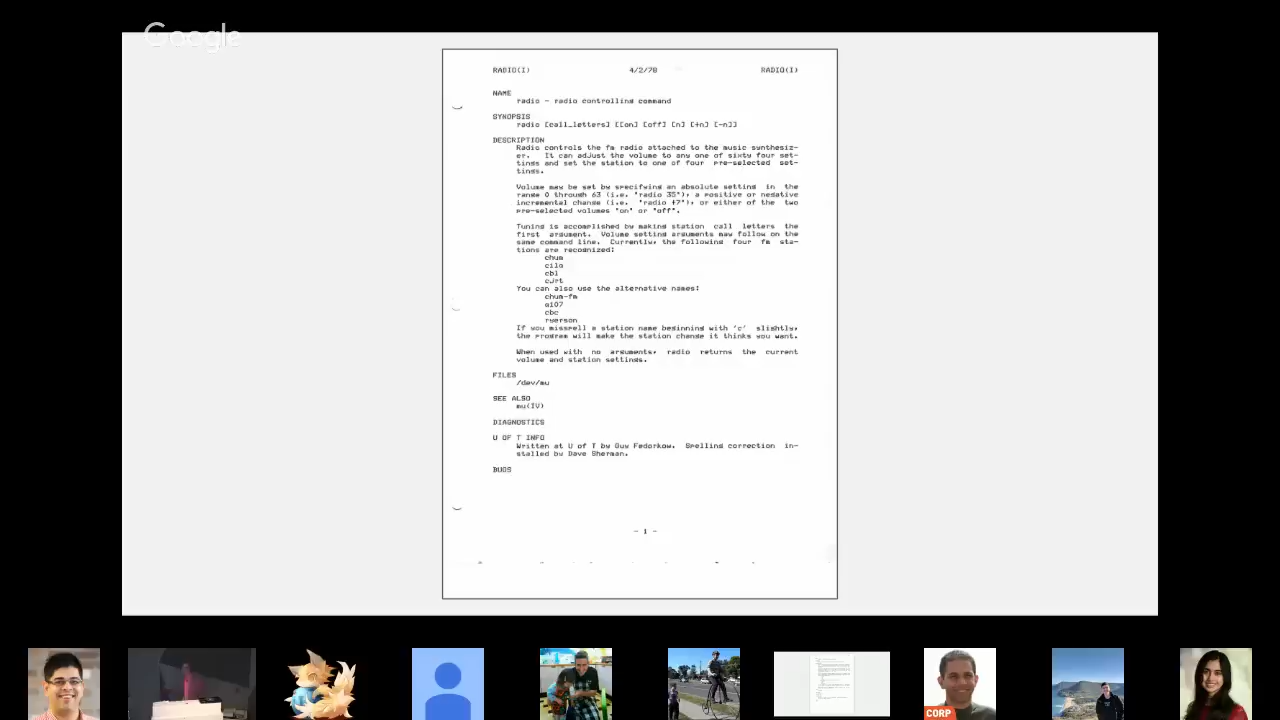 Google
RADIO(I) 4/2/78 RADIO(I)
NAME
radio - radio controlling command
SYNOPSIS
radio [call_letters] [[on] [off] [n] [+n] [-n]]
DESCRIPTION
Radio controls the fm radio attached to the music synthesiz-
er. It can adjust the volume to any one of sixty four set-
tings and set the station to one of four pre-selected set-
tings.
Volume may be set by specifying an absolute setting in the
range 0 through 63 (i.e. "radio 35"), a positive or negative
incremental change (i.e. "radio +7"), or either of the two
pre-selected volumes "on" or "off".
Tuning is accomplished by making station call letters the
first argument. Volume setting arguments may follow on the
same command line. Currently, the following four fm sta-
tions are recognized:
chum
cilq
cbl
cjrt
You can also use the alternative names:
chum-fm
q107
cbc
ryerson
If you misspell a station name beginning with 'c' slightly,
the program will make the station change it thinks you want.
When used with no arguments, radio returns the current
volume and station settings.
FILES
/dev/mu
SEE ALSO
mu(IV)
DIAGNOSTICS
U OF T INFO
Written at U of T by Guy Fedorkow. Spelling correction in-
stalled by Dave Sherman.
BUGS
- 1 -
CORP